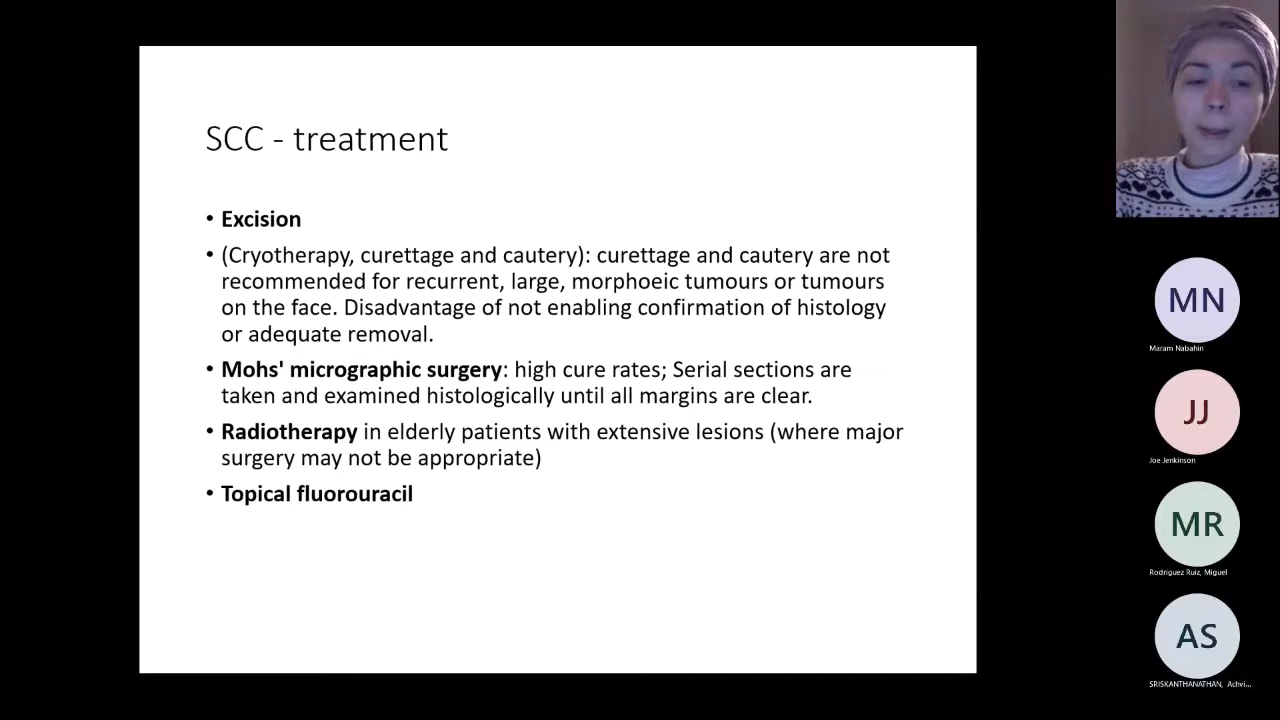 SCC - treatment
• Excision
• (Cryotherapy, curettage and cautery): curettage and cautery are not
recommended for recurrent, large, morphoeic tumours or tumours
on the face. Disadvantage of not enabling confirmation of histology
or adequate removal.
• Mohs' micrographic surgery: high cure rates; Serial sections are
taken and examined histologically until all margins are clear.
• Radiotherapy in elderly patients with extensive lesions (where major
surgery may not be appropriate)
• Topical fluorouracil
MN
Maram Nabahin
JJ
Joe Jenkinson
MR
Rodriguez Ruiz, Miguel
AS
SRISKANTHANATHAN, Achvi...